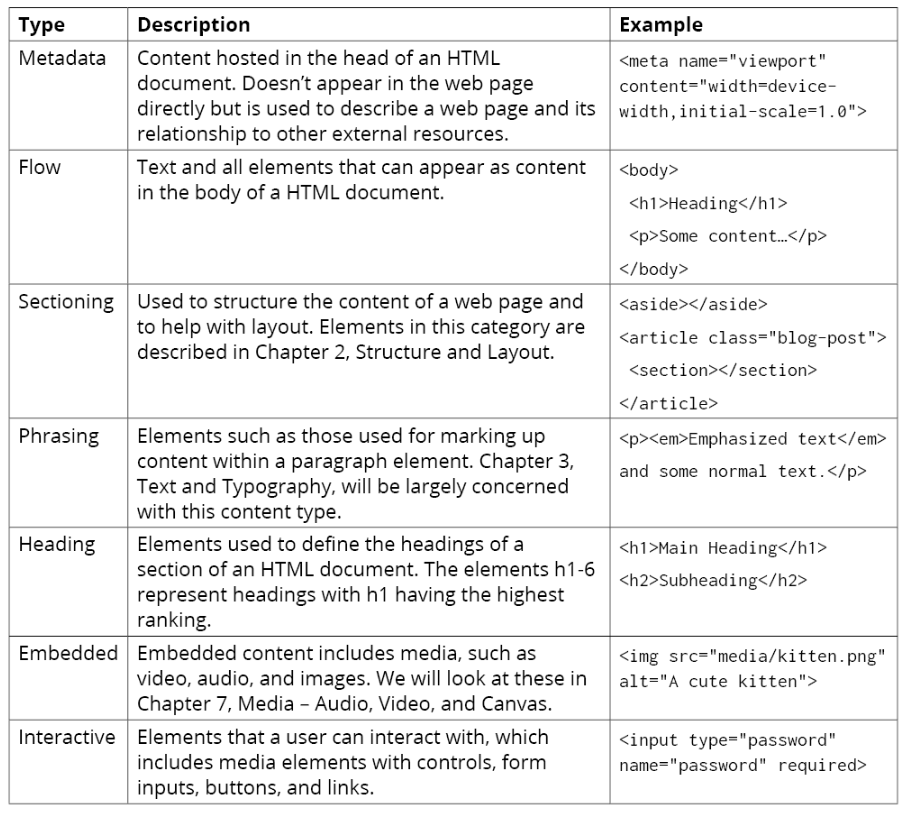 Type Description Example
Metadata Content hosted in the head of an HTML <meta name="viewport"
document. Doesn’t appear in the web page content="width=device-
directly but is used to describe a web page and its width,initial-scale=1.0">
relationship to other external resources.
Flow Text and all elements that can appear as content <body>
in the body of a HTML document. <h1>Heading</h1>
<p>Some content…</p>
</body>
Sectioning Used to structure the content of a web page and <aside></aside>
to help with layout. Elements in this category are <article class="blog-post">
described in Chapter 2, Structure and Layout. <section></section>
</article>
Phrasing Elements such as those used for marking up <p><em>Emphasized text</em>
content within a paragraph element. Chapter 3, and some normal text.</p>
Text and Typography, will be largely concerned
with this content type.
Heading Elements used to define the headings of a <h1>Main Heading</h1>
section of an HTML document. The elements h1-6 <h2>Subheading</h2>
represent headings with h1 having the highest
ranking.
Embedded Embedded content includes media, such as <img src="media/kitten.png"
video, audio, and images. We will look at these in alt="A cute kitten">
Chapter 7, Media – Audio, Video, and Canvas.
Interactive Elements that a user can interact with, which <input type="password"
includes media elements with controls, form name="password" required>
inputs, buttons, and links.